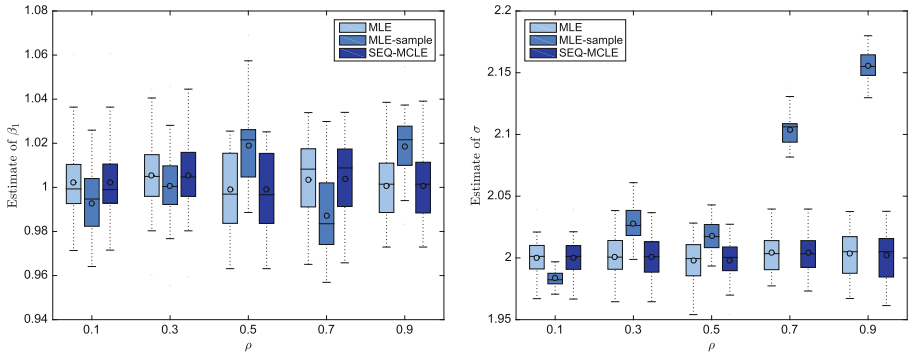 1.08
1.06
1.04
1.02
1
0.98
0.96
0.94
Estimate of β₁
0.1 0.3 0.5 0.7 0.9
ρ
MLE
MLE-sample
SEQ-MCLE
2.2
2.15
2.1
2.05
2
1.95
Estimate of σ
0.1 0.3 0.5 0.7 0.9
ρ
MLE
MLE-sample
SEQ-MCLE